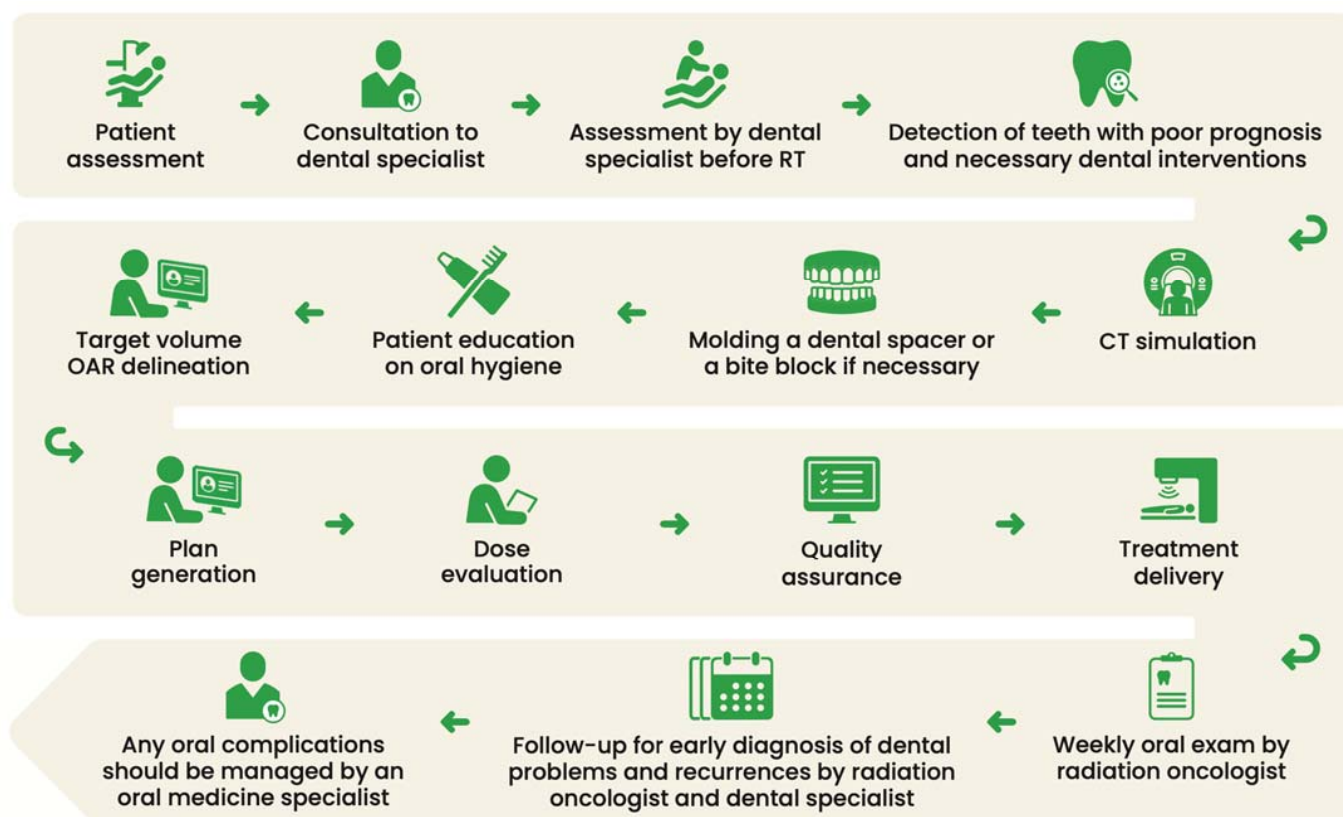 Patient
assessment
Consultation to
dental specialist
Assessment by dental
specialist before RT
Detection of teeth with poor prognosis
and necessary dental interventions
CT simulation
Molding a dental spacer or
a bite block if necessary
Patient education
on oral hygiene
Target volume
OAR delineation
Plan
generation
Dose
evaluation
Quality
assurance
Treatment
delivery
Weekly oral exam by
radiation oncologist
Follow-up for early diagnosis of dental
problems and recurrences by radiation
oncologist and dental specialist
Any oral complications
should be managed by an
oral medicine specialist